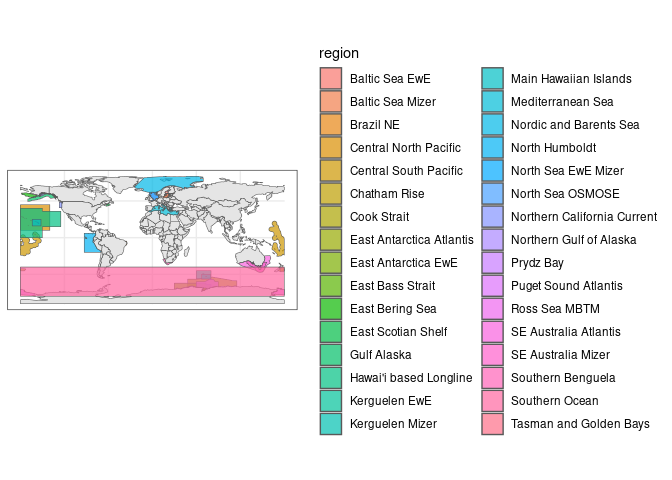 region
Baltic Sea EwE
Baltic Sea Mizer
Brazil NE
Central North Pacific
Central South Pacific
Chatham Rise
Cook Strait
East Antarctica Atlantis
East Antarctica EwE
East Bass Strait
East Bering Sea
East Scotian Shelf
Gulf Alaska
Hawai'i based Longline
Kerguelen EwE
Kerguelen Mizer
Main Hawaiian Islands
Mediterranean Sea
Nordic and Barents Sea
North Humboldt
North Sea EwE Mizer
North Sea OSMOSE
Northern California Current
Northern Gulf of Alaska
Prydz Bay
Puget Sound Atlantis
Ross Sea MBTM
SE Australia Atlantis
SE Australia Mizer
Southern Benguela
Southern Ocean
Tasman and Golden Bays